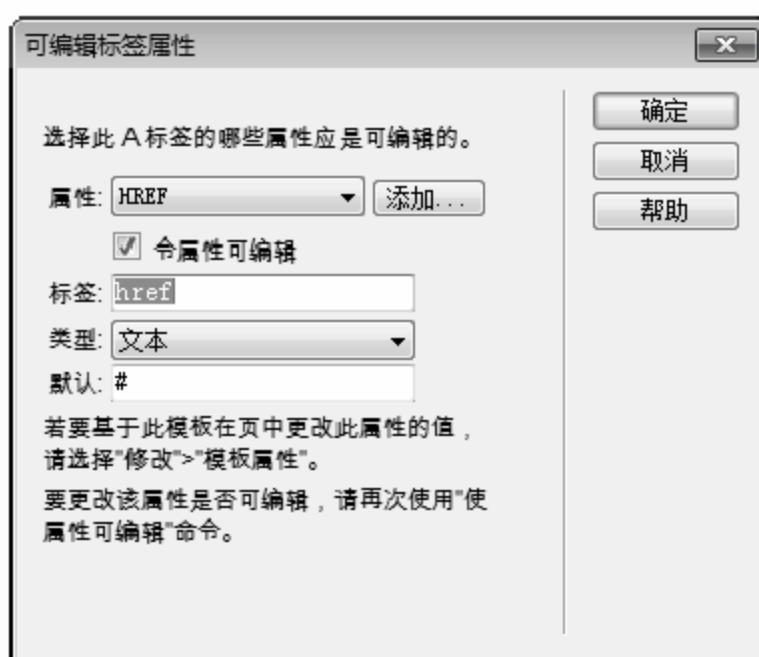 可编辑标签属性
选择此 A 标签的哪些属性应是可编辑的。
属性: HREF 添加...
令属性可编辑
标签: href
类型: 文本
默认: #
若要基于此模板在页中更改此属性的值，
请选择"修改">"模板属性"。
要更改该属性是否可编辑，请再次使用"使
属性可编辑"命令。
确定
取消
帮助